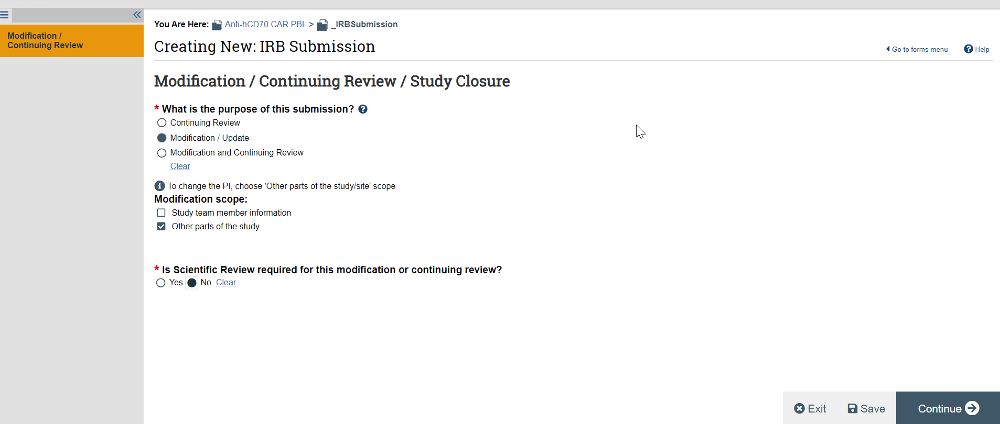 Modification /
Continuing Review
You Are Here: Anti-hCD70 CAR PBL > _IRBSubmission
Creating New: IRB Submission
Go to forms menu
Help
Modification / Continuing Review / Study Closure
* What is the purpose of this submission?
Continuing Review
Modification / Update
Modification and Continuing Review
Clear
To change the PI, choose 'Other parts of the study/site' scope
Modification scope:
Study team member information
Other parts of the study
* Is Scientific Review required for this modification or continuing review?
Yes No Clear
Exit Save Continue